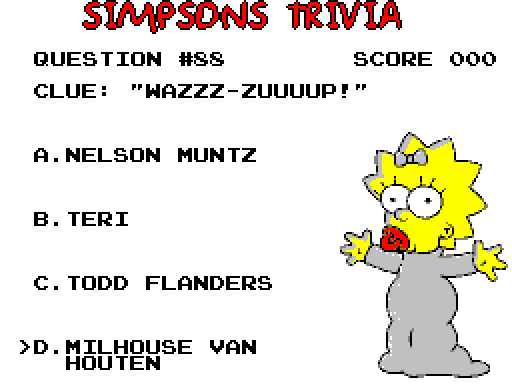 SIMPSONS TRIVIA
QUESTION #88 SCORE 000
CLUE: "WAZZZ-ZUUUUP!"
A.NELSON MUNTZ
B.TERI
C.TODD FLANDERS
>D.MILHOUSE VAN
HOUTEN